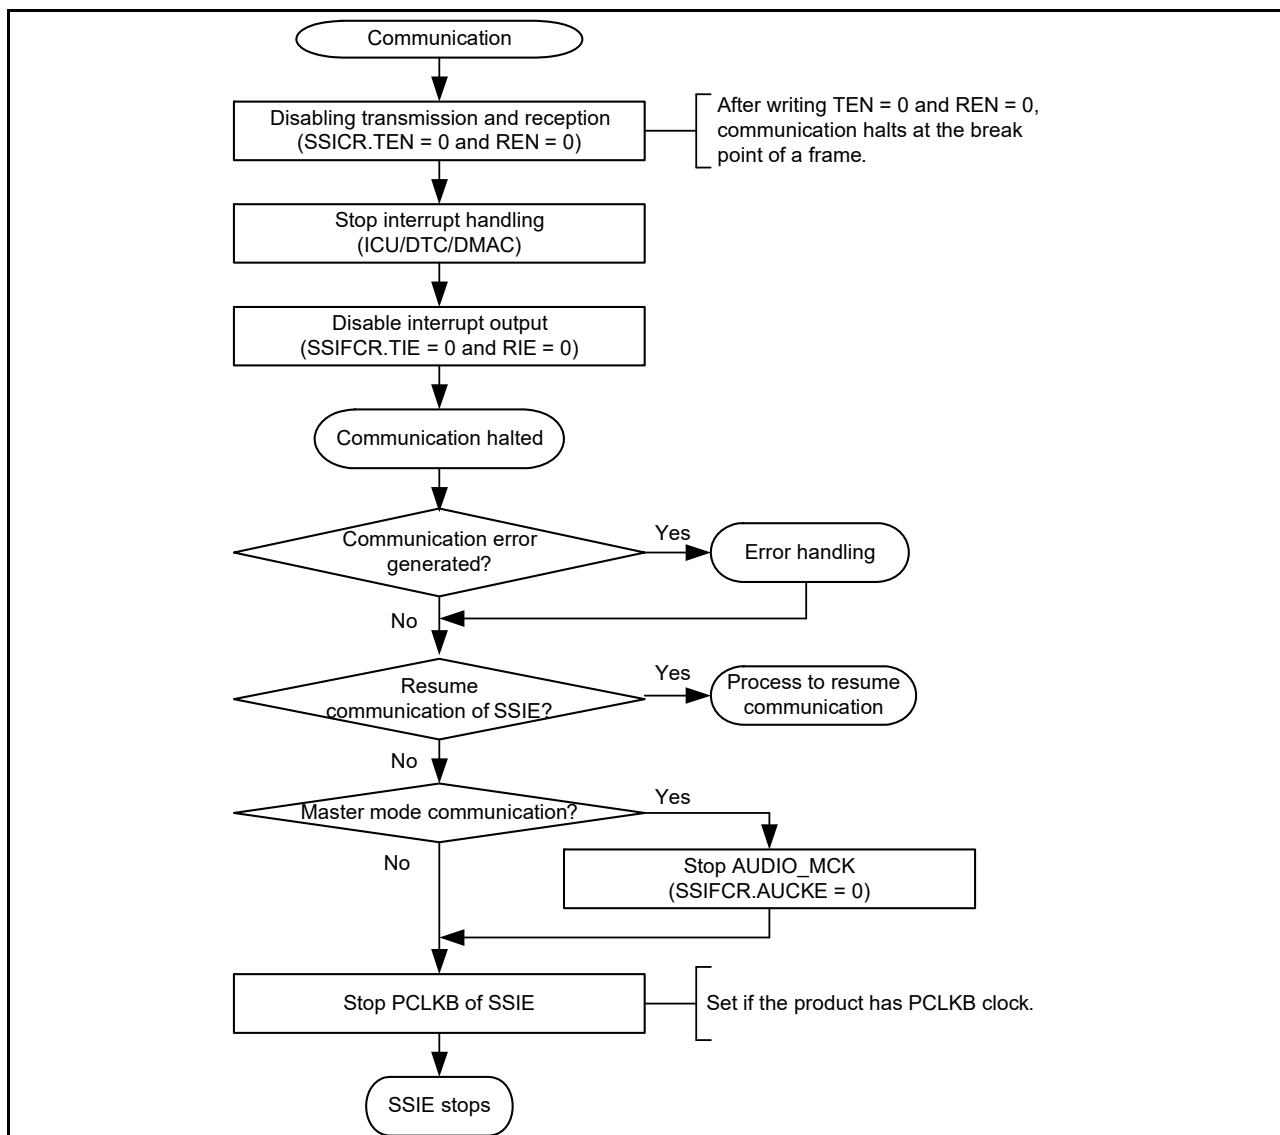 Communication
Disabling transmission and reception
(SSICR.TEN = 0 and REN = 0)
After writing TEN = 0 and REN = 0,
communication halts at the break
point of a frame.
Stop interrupt handling
(ICU/DTC/DMAC)
Disable interrupt output
(SSIFCR.TIE = 0 and RIE = 0)
Communication halted
Communication error
generated?
Yes
Error handling
No
Resume
communication of SSIE?
Yes
Process to resume
communication
No
Master mode communication?
Yes
No
Stop AUDIO_MCK
(SSIFCR.AUCKE = 0)
Stop PCLKB of SSIE
Set if the product has PCLKB clock.
SSIE stops